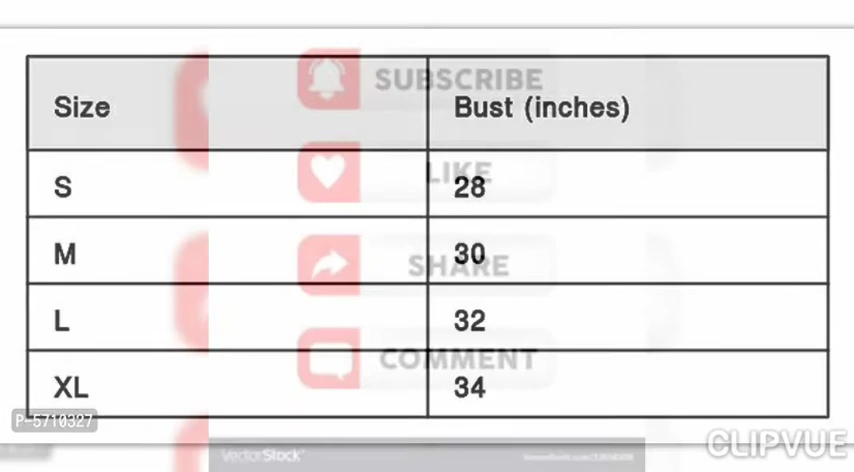 SUBSCRIBE
Size Bust (inches)
LIKE
S 28
M 30
SHARE
L 32
COMMENT
XL 34
P-5710327
CLIPVUE
VectorStock